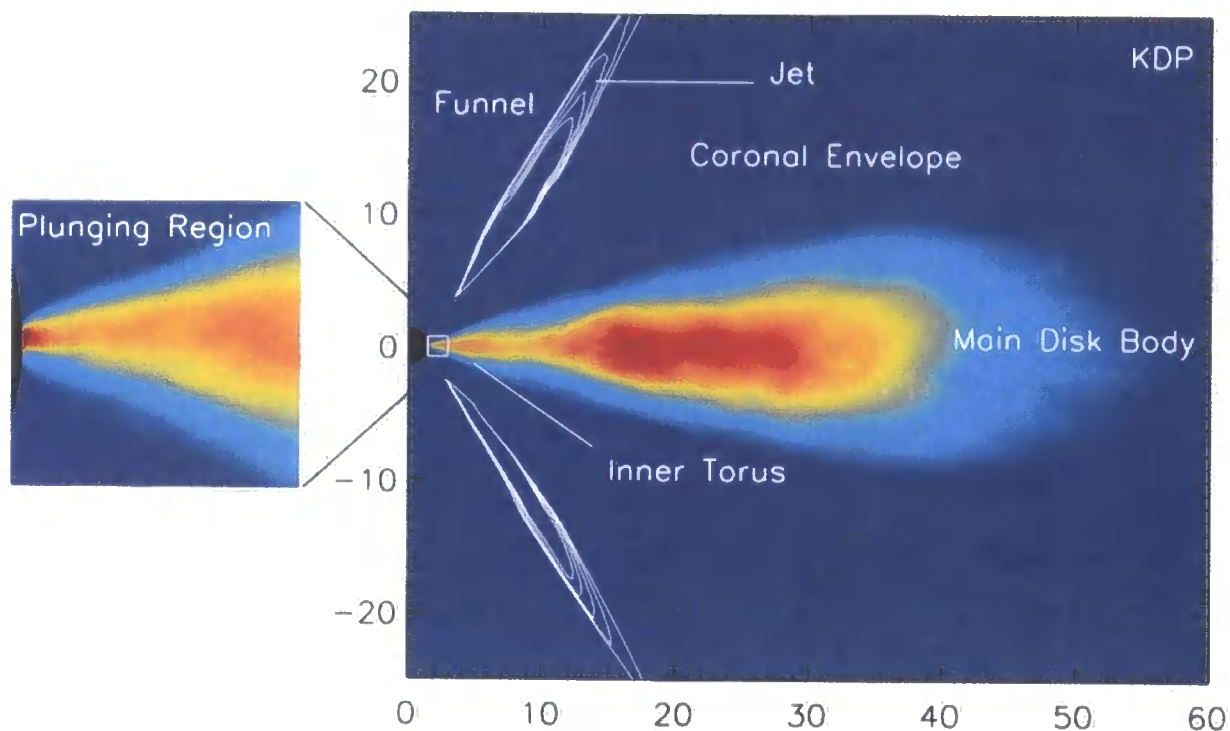 KDP
20
Jet
Funnel
Coronal Envelope
10
Plunging Region
0
Main Disk Body
Inner Torus
−10
−20
0 10 20 30 40 50 60